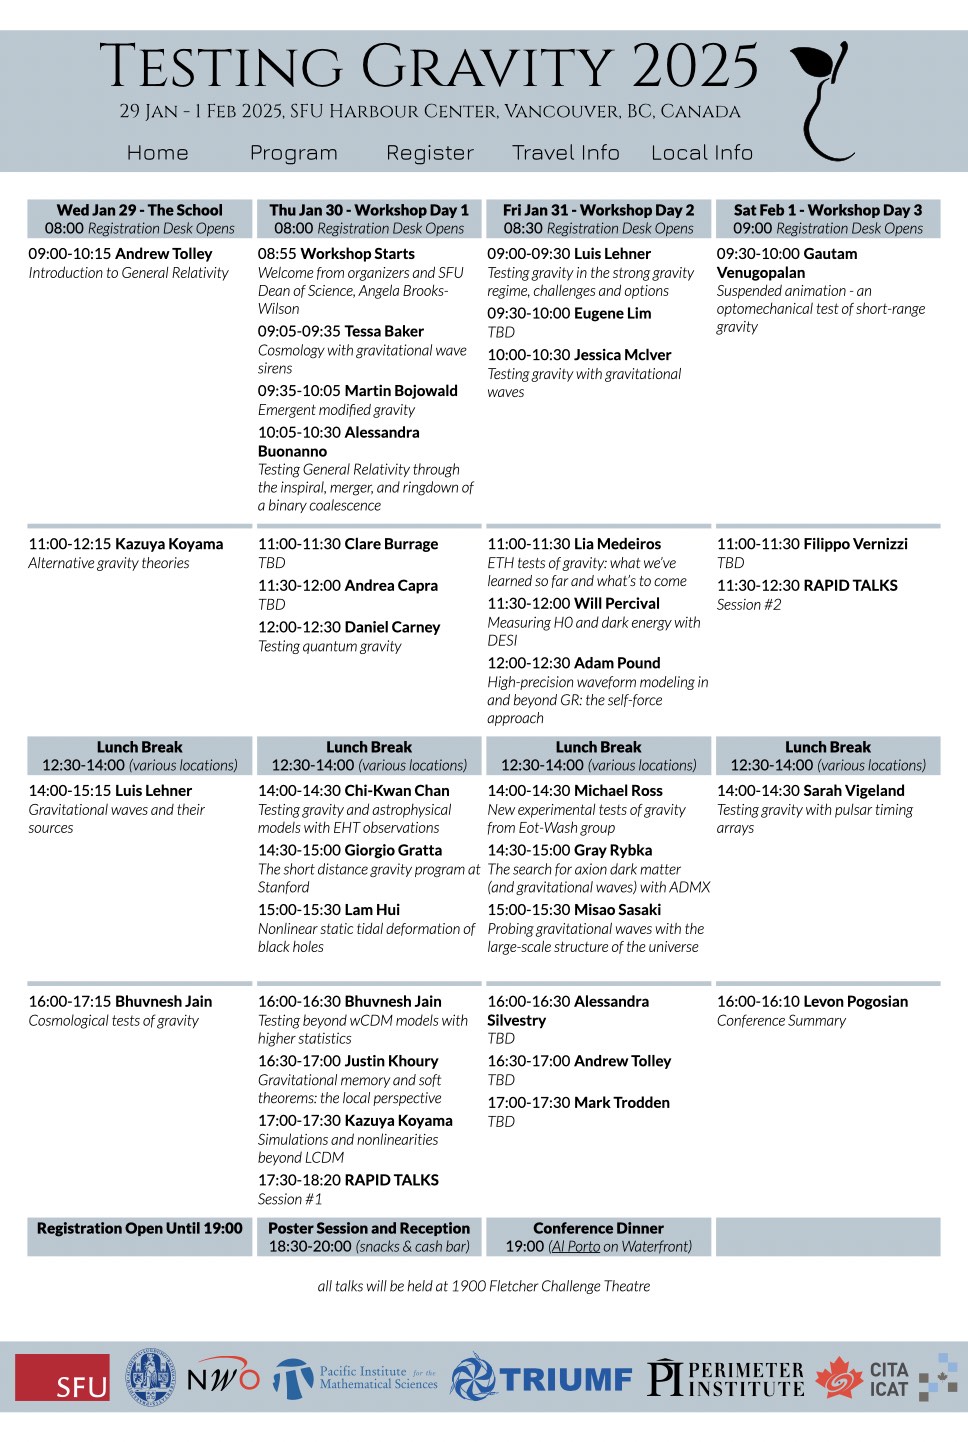 TESTING GRAVITY 2025
29 JAN - 1 FEB 2025, SFU HARBOUR CENTER, VANCOUVER, BC, CANADA
Home Program Register Travel Info Local Info
Wed Jan 29 - The School
08:00 Registration Desk Opens
09:00-10:15 Andrew Tolley
Introduction to General Relativity
11:00-12:15 Kazuya Koyama
Alternative gravity theories
Lunch Break
12:30-14:00 (various locations)
14:00-15:15 Luis Lehner
Gravitational waves and their
sources
16:00-17:15 Bhuvnesh Jain
Cosmological tests of gravity
Registration Open Until 19:00
Thu Jan 30 - Workshop Day 1
08:00 Registration Desk Opens
08:55 Workshop Starts
Welcome from organizers and SFU
Dean of Science, Angela Brooks-
Wilson
09:05-09:35 Tessa Baker
Cosmology with gravitational wave
sirens
09:35-10:05 Martin Bojowald
Emergent modified gravity
10:05-10:30 Alessandra
Buonanno
Testing General Relativity through
the inspiral, merger, and ringdown of
a binary coalescence
11:00-11:30 Clare Burrage
TBD
11:30-12:00 Andrea Capra
TBD
12:00-12:30 Daniel Carney
Testing quantum gravity
Lunch Break
12:30-14:00 (various locations)
14:00-14:30 Chi-Kwan Chan
Testing gravity and astrophysical
models with EHT observations
14:30-15:00 Giorgio Gratta
The short distance gravity program at
Stanford
15:00-15:30 Lam Hui
Nonlinear static tidal deformation of
black holes
16:00-16:30 Bhuvnesh Jain
Testing beyond wCDM models with
higher statistics
16:30-17:00 Justin Khoury
Gravitational memory and soft
theorems: the local perspective
17:00-17:30 Kazuya Koyama
Simulations and nonlinearities
beyond LCDM
17:30-18:20 RAPID TALKS
Session #1
Poster Session and Reception
18:30-20:00 (snacks & cash bar)
Fri Jan 31 - Workshop Day 2
08:30 Registration Desk Opens
09:00-09:30 Luis Lehner
Testing gravity in the strong gravity
regime, challenges and options
09:30-10:00 Eugene Lim
TBD
10:00-10:30 Jessica McIver
Testing gravity with gravitational
waves
11:00-11:30 Lia Medeiros
ETH tests of gravity: what we've
learned so far and what's to come
11:30-12:00 Will Percival
Measuring H0 and dark energy with
DESI
12:00-12:30 Adam Pound
High-precision waveform modeling in
and beyond GR: the self-force
approach
Lunch Break
12:30-14:00 (various locations)
14:00-14:30 Michael Ross
New experimental tests of gravity
from Eot-Wash group
14:30-15:00 Gray Rybka
The search for axion dark matter
(and gravitational waves) with ADMX
15:00-15:30 Misao Sasaki
Probing gravitational waves with the
large-scale structure of the universe
16:00-16:30 Alessandra
Silvestry
TBD
16:30-17:00 Andrew Tolley
TBD
17:00-17:30 Mark Trodden
TBD
Conference Dinner
19:00 (Al Porto on Waterfront)
Sat Feb 1 - Workshop Day 3
09:00 Registration Desk Opens
09:30-10:00 Gautam
Venugopalan
Suspended animation - an
optomechanical test of short-range
gravity
11:00-11:30 Filippo Vernizzi
TBD
11:30-12:30 RAPID TALKS
Session #2
Lunch Break
12:30-14:00 (various locations)
14:00-14:30 Sarah Vigeland
Testing gravity with pulsar timing
arrays
16:00-16:10 Levon Pogosian
Conference Summary
all talks will be held at 1900 Fletcher Challenge Theatre
SFU
NWO
Pacific Institute for the
Mathematical Sciences
TRIUMF
PI PERIMETER
INSTITUTE
CITA
ICAT